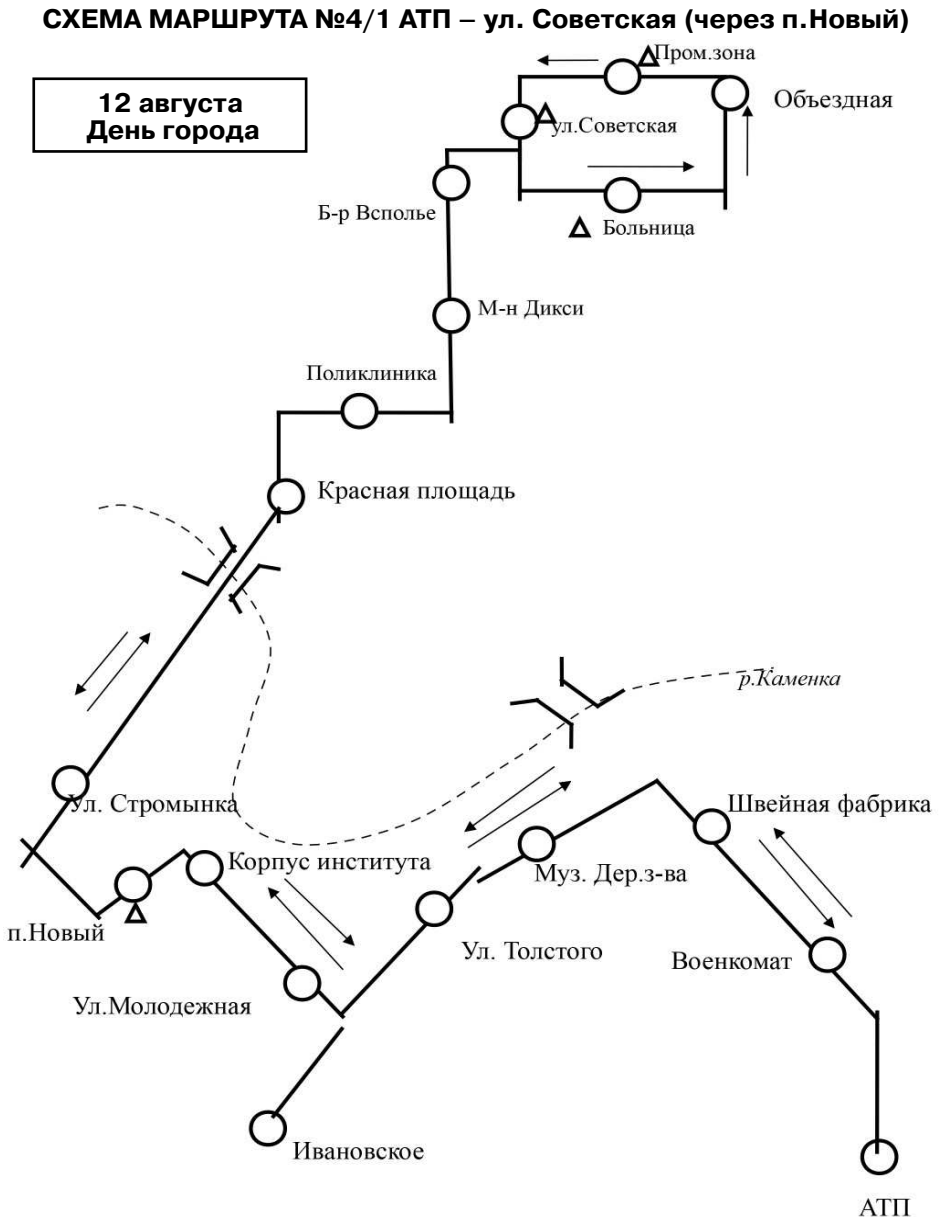 СХЕМА МАРШРУТА №4/1 АТП – ул. Советская (через п.Новый)
12 августа
День города
Пром.зона
Объездная
ул.Советская
Б-р Всполье
Больница
М-н Дикси
Поликлиника
Красная площадь
р.Каменка
Ул. Стромынка
Швейная фабрика
Корпус института
Муз. Дер.з-ва
п.Новый
Ул. Толстого
Военкомат
Ул.Молодежная
Ивановское
АТП